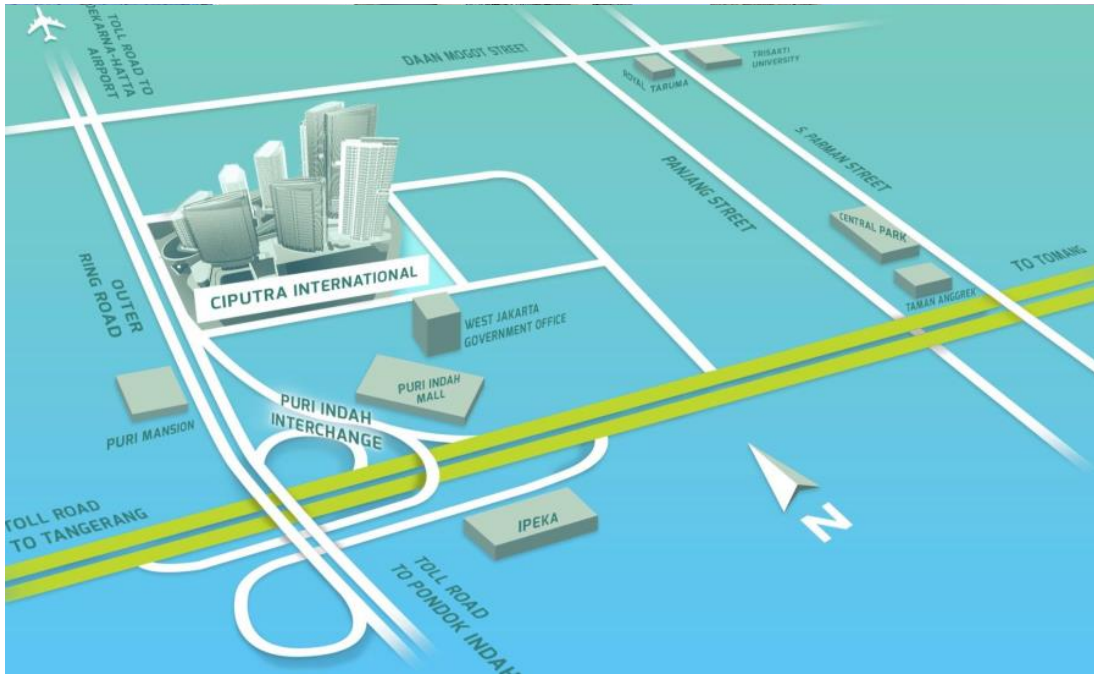 TOLL ROAD TO
OEKARNA-HATTA
AIRPORT
DAAN MOGOT STREET
ROYAL TARUMA
TRISAKTI
UNIVERSITY
S. PARMAN STREET
PANJANG STREET
CENTRAL PARK
TAMAN ANGGREK
TO TOMANG
OUTER
RING ROAD
CIPUTRA INTERNATIONAL
WEST JAKARTA
GOVERNMENT OFFICE
PURI INDAH
MALL
PURI MANSION
PURI INDAH
INTERCHANGE
TOLL ROAD
TO TANGERANG
IPEKA
TOLL ROAD
TO PONDOK INDAH
N